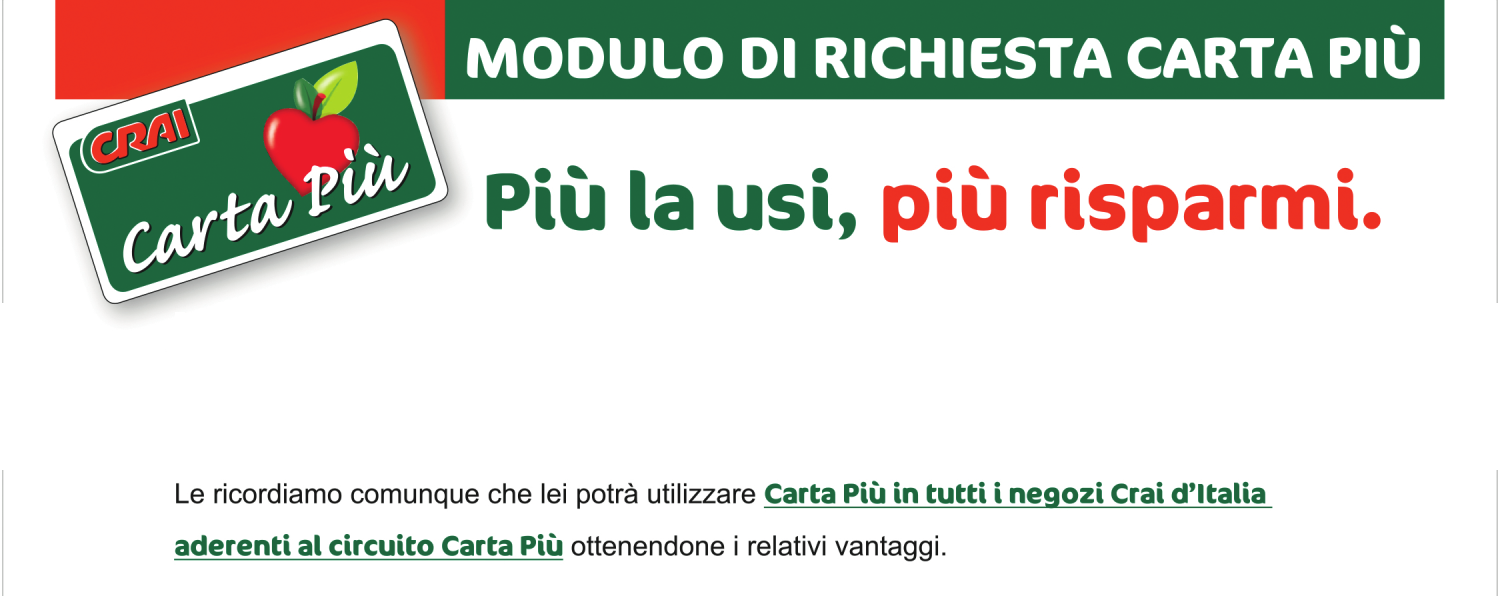 MODULO DI RICHIESTA CARTA PIÙ
CRAI
Carta Più
Più la usi, più risparmi.
Le ricordiamo comunque che lei potrà utilizzare Carta Più in tutti i negozi Crai d’Italia
aderenti al circuito Carta Più ottenendone i relativi vantaggi.